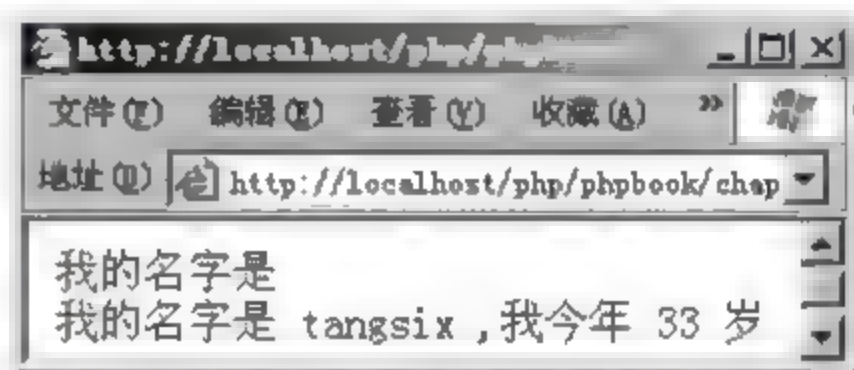 http://localhost/php/php
文件(F) 编辑(E) 查看(V) 收藏(A) »
地址(D) http://localhost/php/phpbook/chap
我的名字是
我的名字是 tangsix ,我今年 33 岁